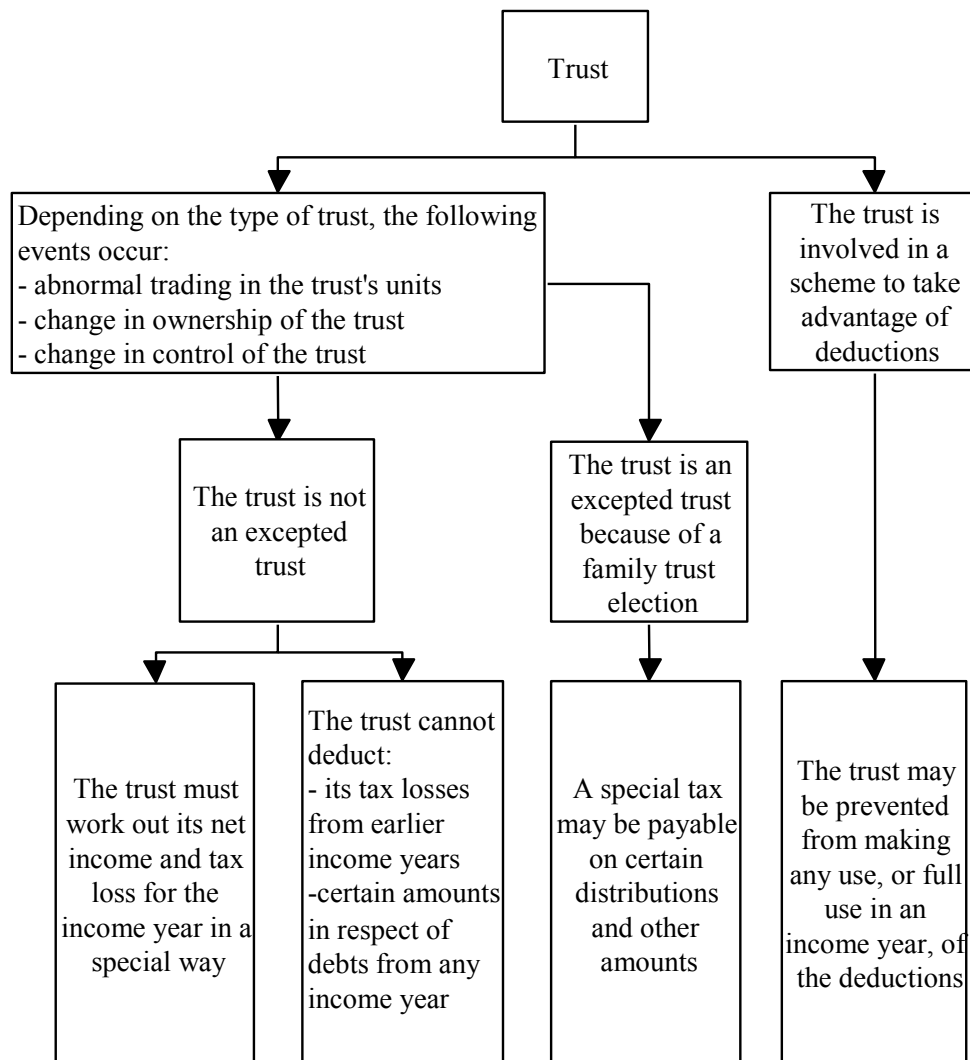 Trust
Depending on the type of trust, the following
events occur:
- abnormal trading in the trust's units
- change in ownership of the trust
- change in control of the trust
The trust is
involved in a
scheme to take
advantage of
deductions
The trust is not
an excepted
trust
The trust is an
excepted trust
because of a
family trust
election
The trust must
work out its net
income and tax
loss for the
income year in a
special way
The trust cannot
deduct:
- its tax losses
from earlier
income years
-certain amounts
in respect of
debts from any
income year
A special tax
may be payable
on certain
distributions
and other
amounts
The trust may
be prevented
from making
any use, or full
use in an
income year, of
the deductions